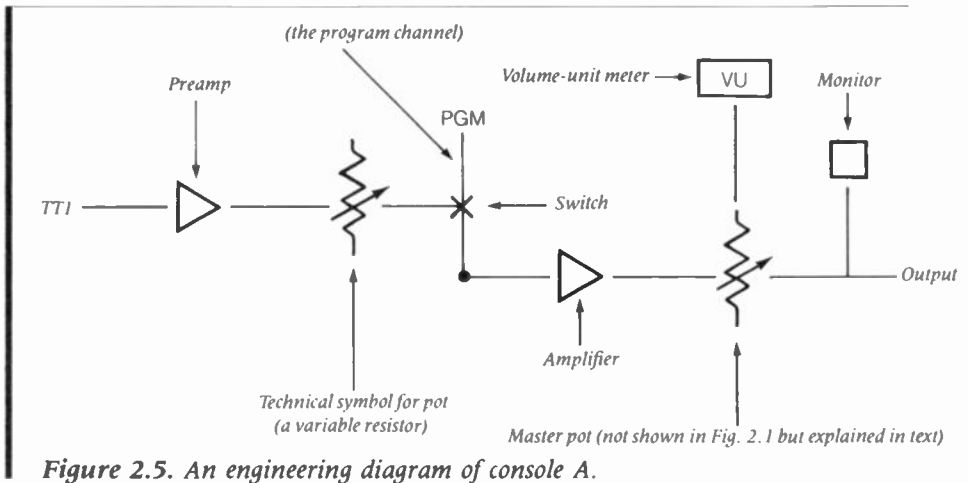 (the program channel)
Volume-unit meter
VU
Monitor
Preamp
PGM
TT1
Switch
Output
Amplifier
Technical symbol for pot
(a variable resistor)
Master pot (not shown in Fig. 2.1 but explained in text)
Figure 2.5. An engineering diagram of console A.